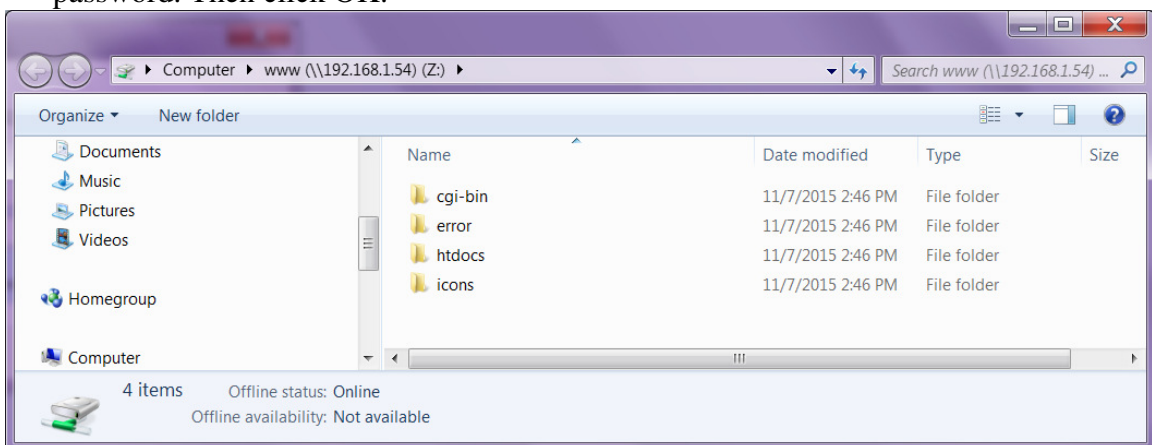 password. Then click OK.
Computer www (\\192.168.1.54) (Z:)
Search www (\\192.168.1.54) ...
Organize New folder
Documents
Music
Pictures
Videos
Homegroup
Computer
Name Date modified Type Size
cgi-bin 11/7/2015 2:46 PM File folder
error 11/7/2015 2:46 PM File folder
htdocs 11/7/2015 2:46 PM File folder
icons 11/7/2015 2:46 PM File folder
4 items Offline status: Online
Offline availability: Not available